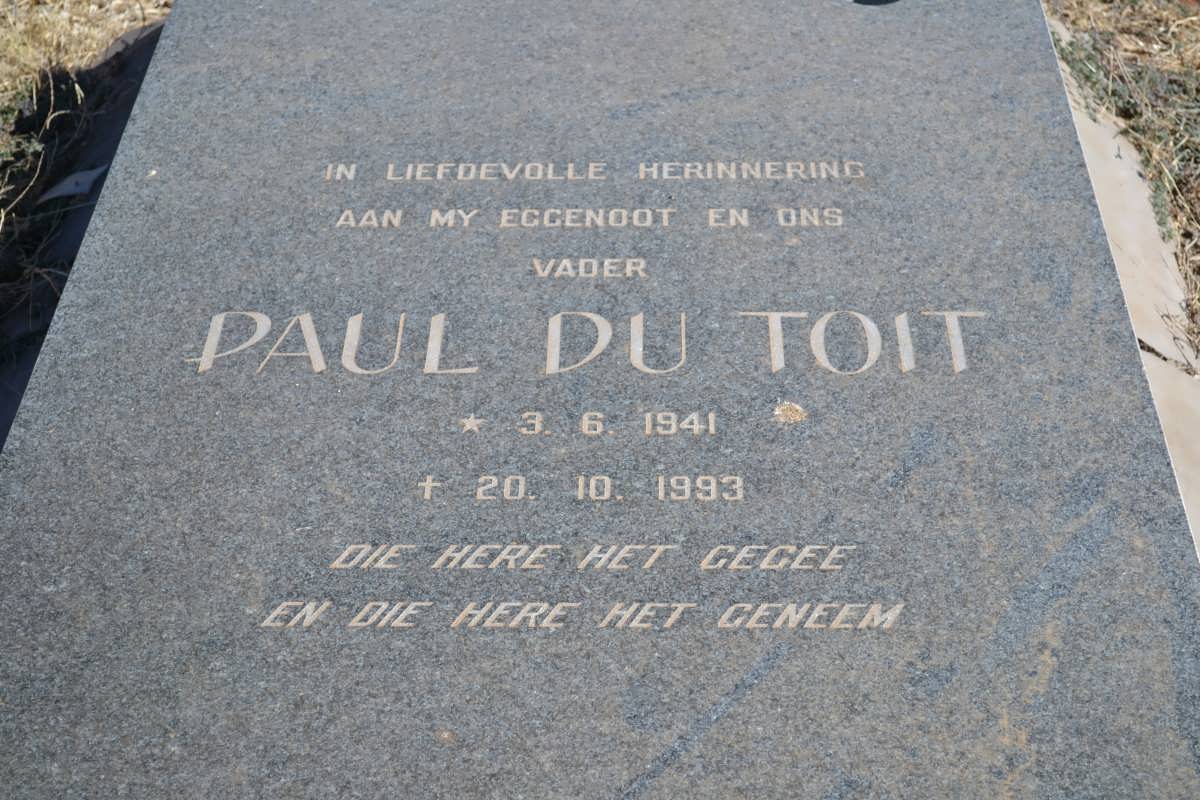 IN LIEFDEVOLLE HERINNERING
AAN MY EGGENOOT EN ONS
VADER
PAUL DU TOIT
★ 3. 6. 1941
✝ 20. 10. 1993
DIE HERE HET GEGEE
EN DIE HERE HET GENEEM